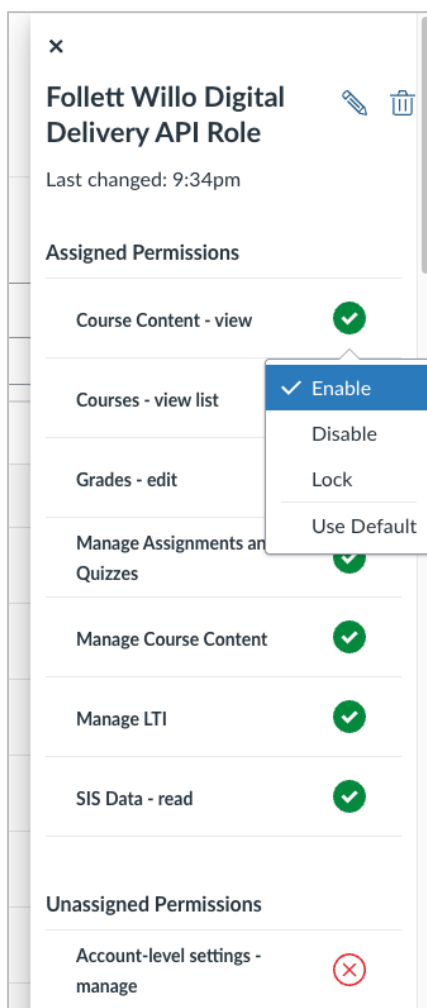 Follett Willo Digital
Delivery API Role
Last changed: 9:34pm
Assigned Permissions
Course Content - view
Courses - view list
Enable
Disable
Lock
Use Default
Grades - edit
Manage Assignments an
Quizzes
Manage Course Content
Manage LTI
SIS Data - read
Unassigned Permissions
Account-level settings -
manage